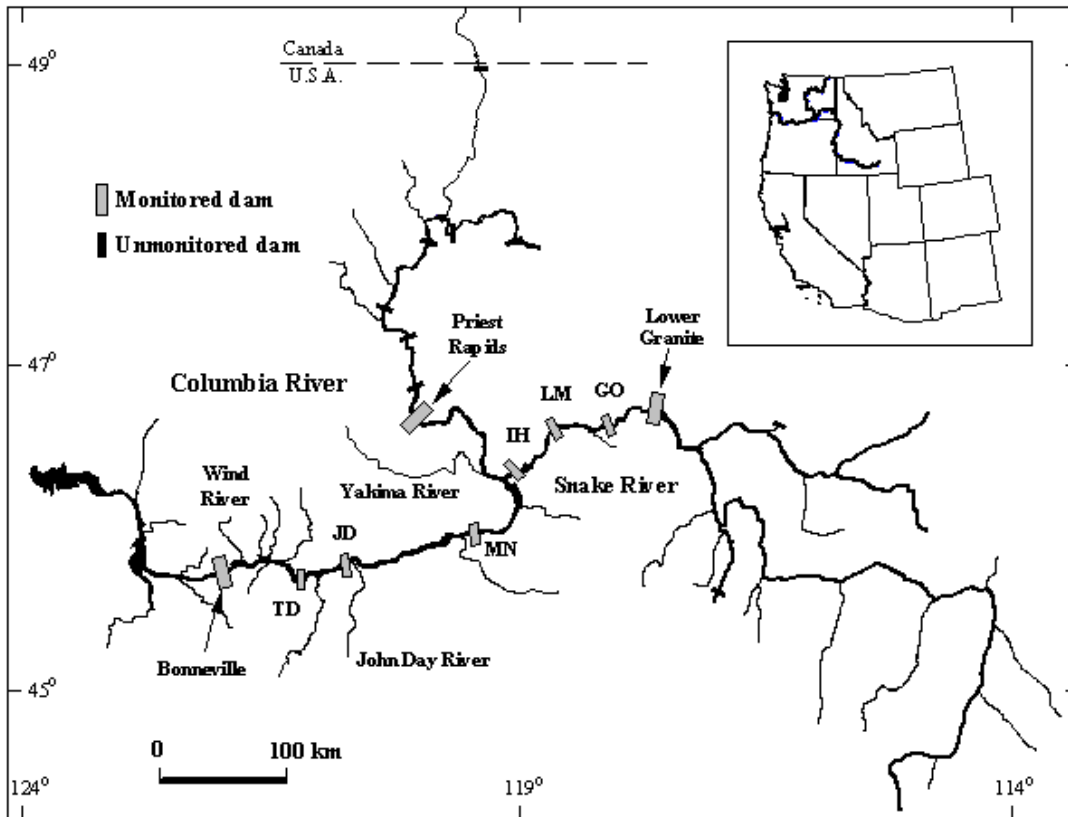 Canada
U.S.A.
49°
Monitored dam
Unmonitored dam
47°
Priest
Rapids
Lower
Granite
Columbia River
LM
GO
IH
Wind
River
Yakima River
Snake River
JD
MN
TD
Bonneville
John Day River
45°
0
100 km
124°
119°
114°